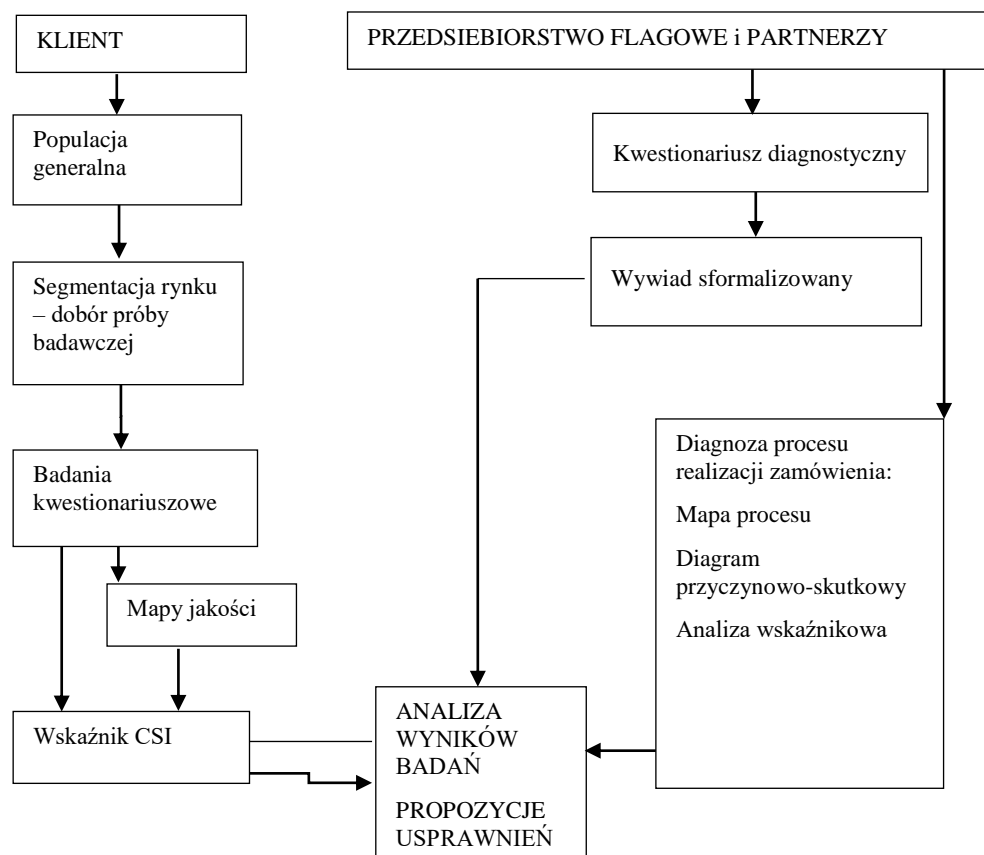 KLIENT
PRZEDSIEBIORSTWO FLAGOWE i PARTNERZY
Populacja
generalna
Kwestionariusz diagnostyczny
Segmentacja rynku
– dobór próby
badawczej
Wywiad sformalizowany
Badania
kwestionariuszowe
Diagnoza procesu
realizacji zamówienia:
Mapa procesu
Diagram
przyczynowo-skutkowy
Analiza wskaźnikowa
Mapy jakości
Wskaźnik CSI
ANALIZA
WYNIKÓW
BADAŃ
PROPOZYCJE
USPRAWNIEŃ